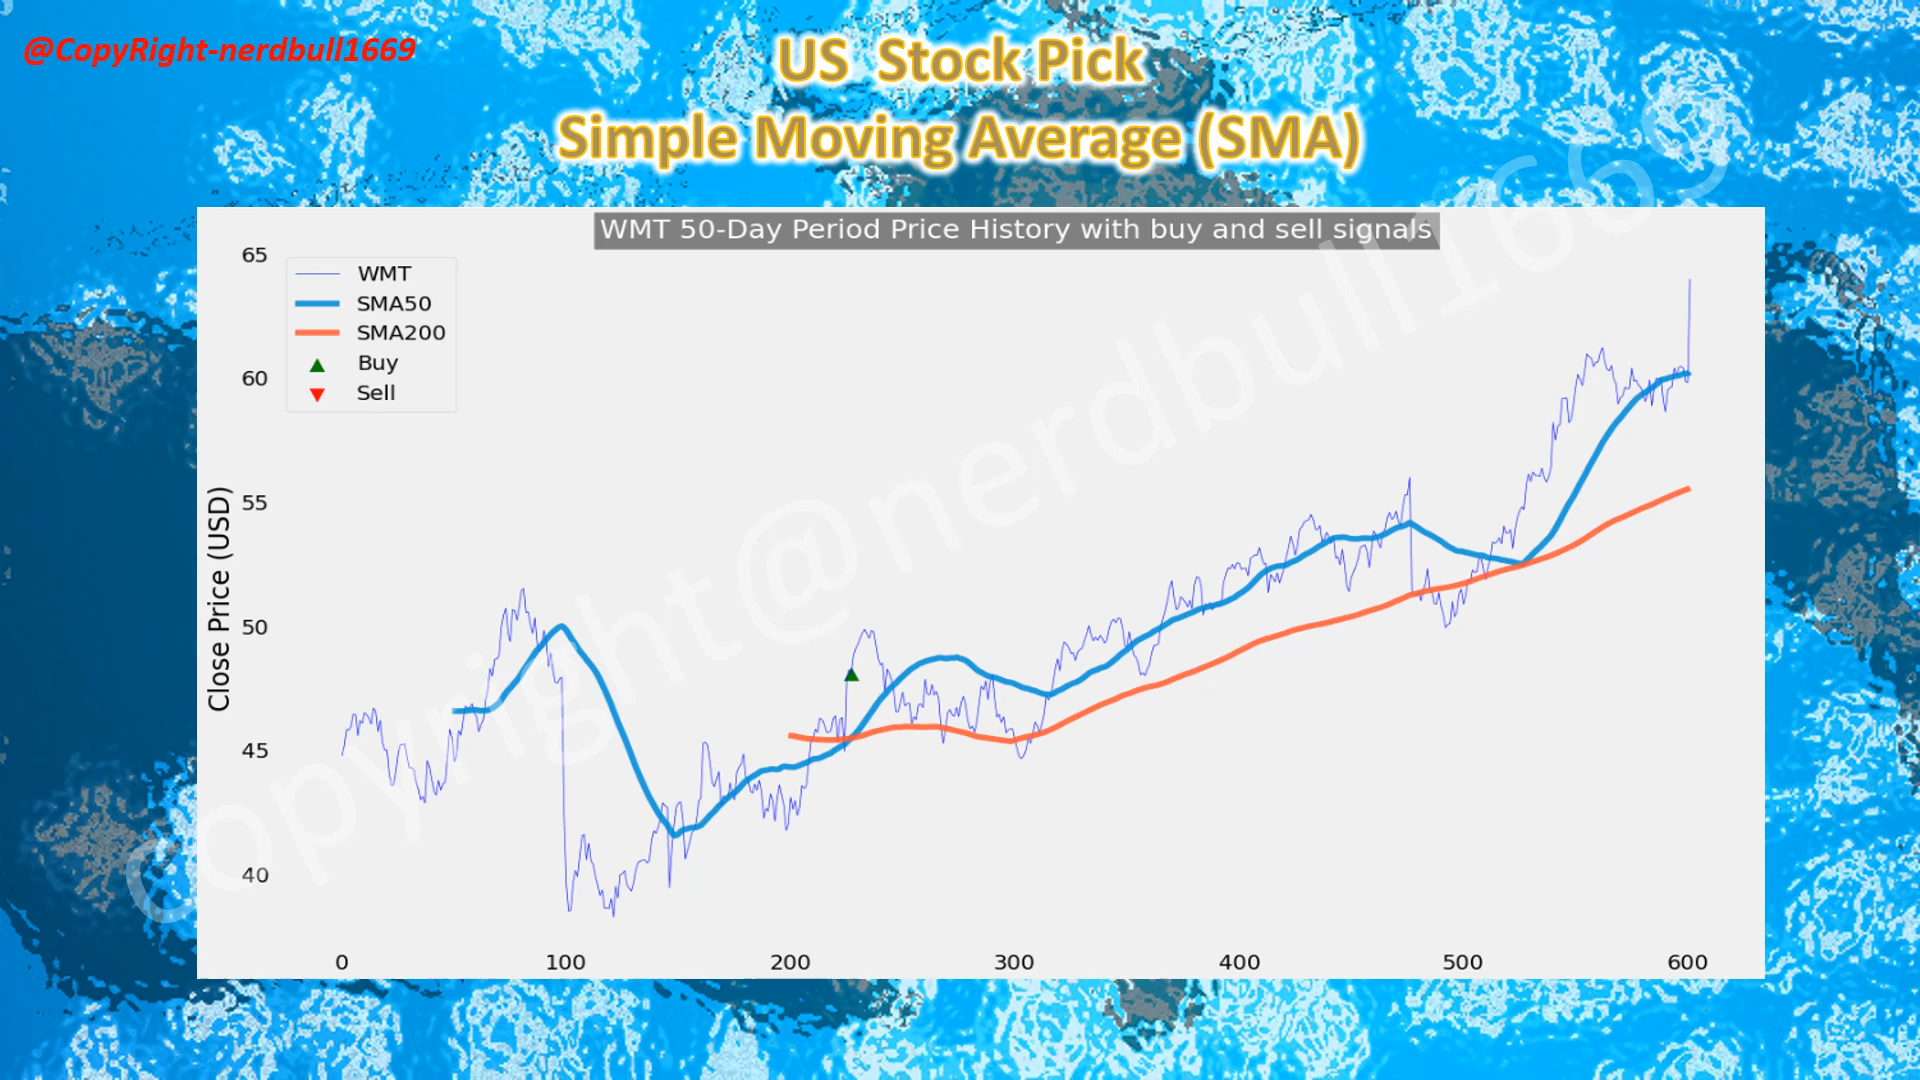 @CopyRight-nerdbull1669
US Stock Pick
Simple Moving Average (SMA)
WMT 50-Day Period Price History with buy and sell signals
65
60
55
50
45
40
Close Price (USD)
WMT
SMA50
SMA200
Buy
Sell
0 100 200 300 400 500 600
Copyright@nerdbull1669